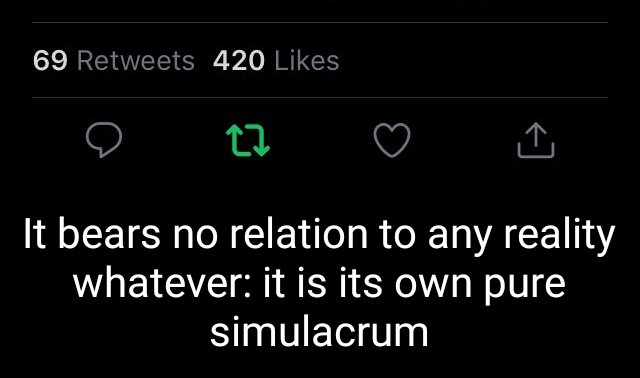 69 Retweets 420 Likes
It bears no relation to any reality
whatever: it is its own pure
simulacrum